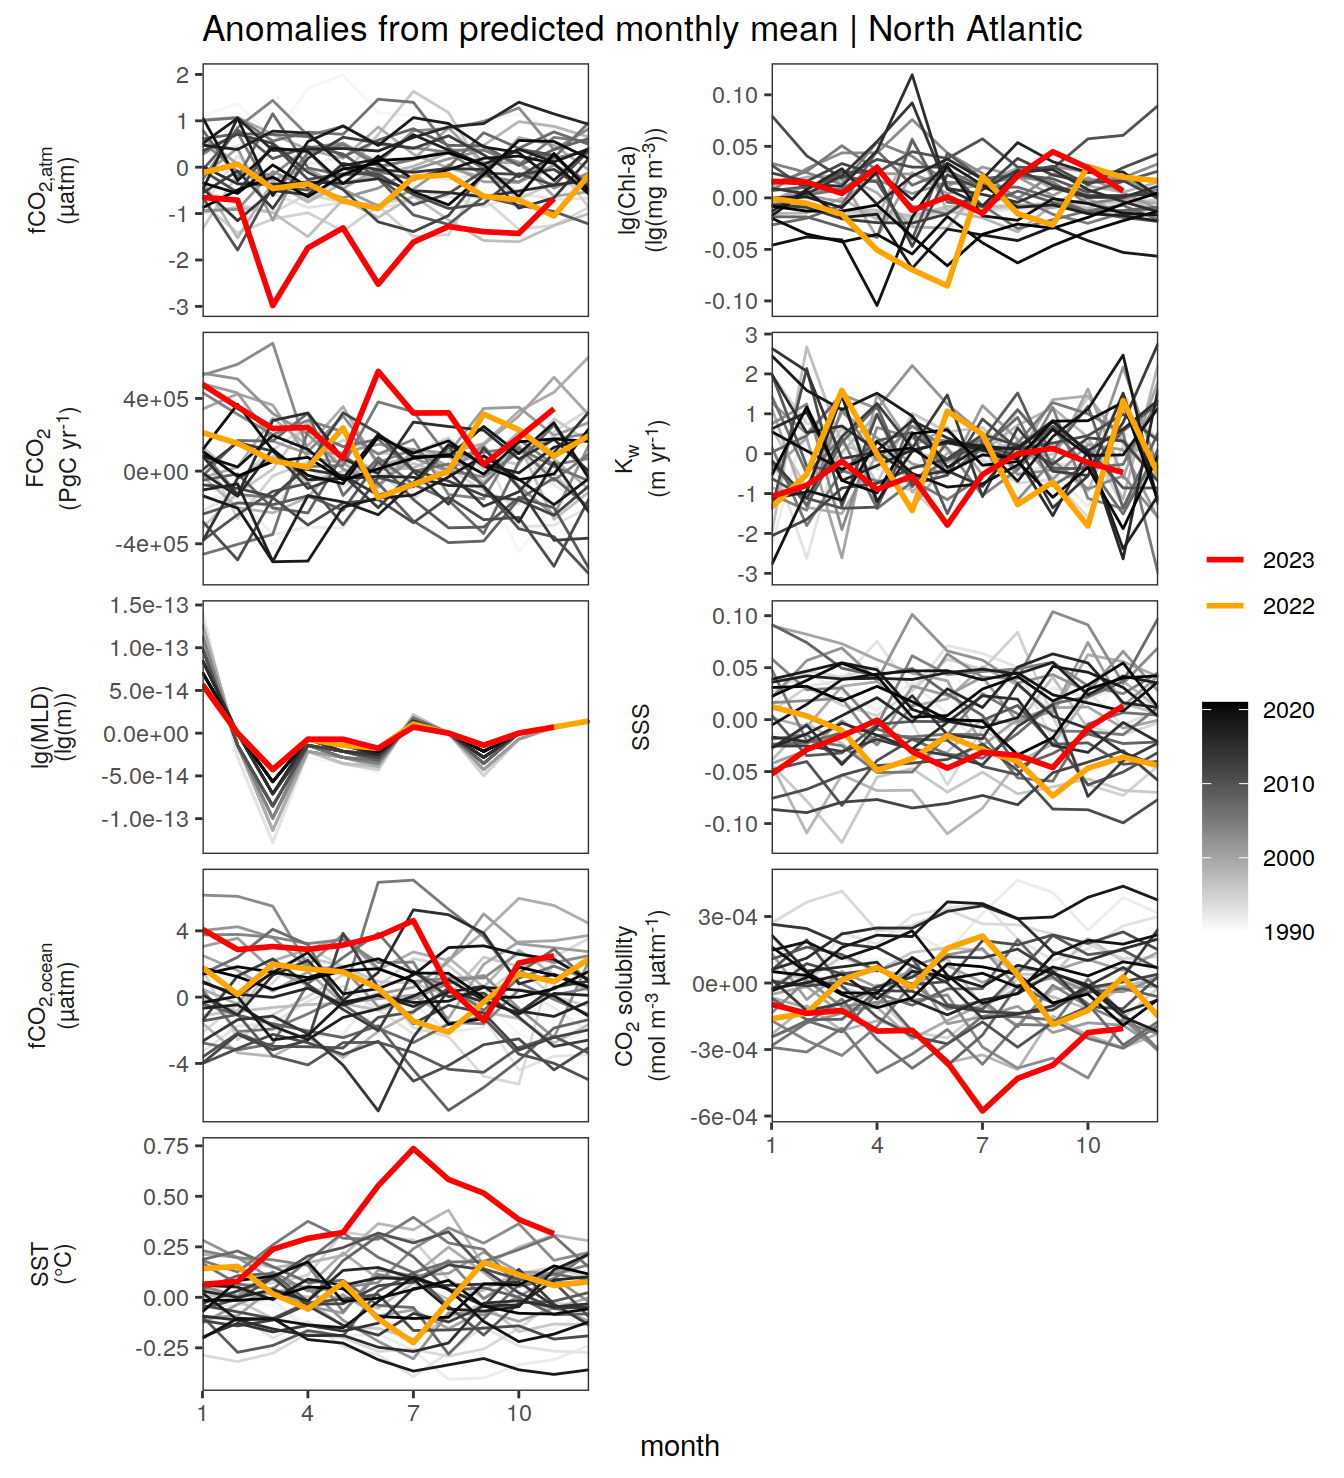 Anomalies from predicted monthly mean | North Atlantic
fCO2,atm
(µatm)
2
1
0
-1
-2
-3
lg(Chl-a)
(lg(mg m-3))
0.10
0.05
0.00
-0.05
-0.10
FCO2
(PgC yr-1)
4e+05
0e+00
-4e+05
Kw
(m yr-1)
3
2
1
0
-1
-2
-3
lg(MLD)
(lg(m))
1.5e-13
1.0e-13
5.0e-14
0.0e+00
-5.0e-14
-1.0e-13
SSS
0.10
0.05
0.00
-0.05
-0.10
fCO2,ocean
(µatm)
4
0
-4
CO2 solubility
(mol m-3 µatm-1)
3e-04
0e+00
-3e-04
-6e-04
1 4 7 10
SST
(°C)
0.75
0.50
0.25
0.00
-0.25
1 4 7 10
month
2023
2022
2020
2010
2000
1990